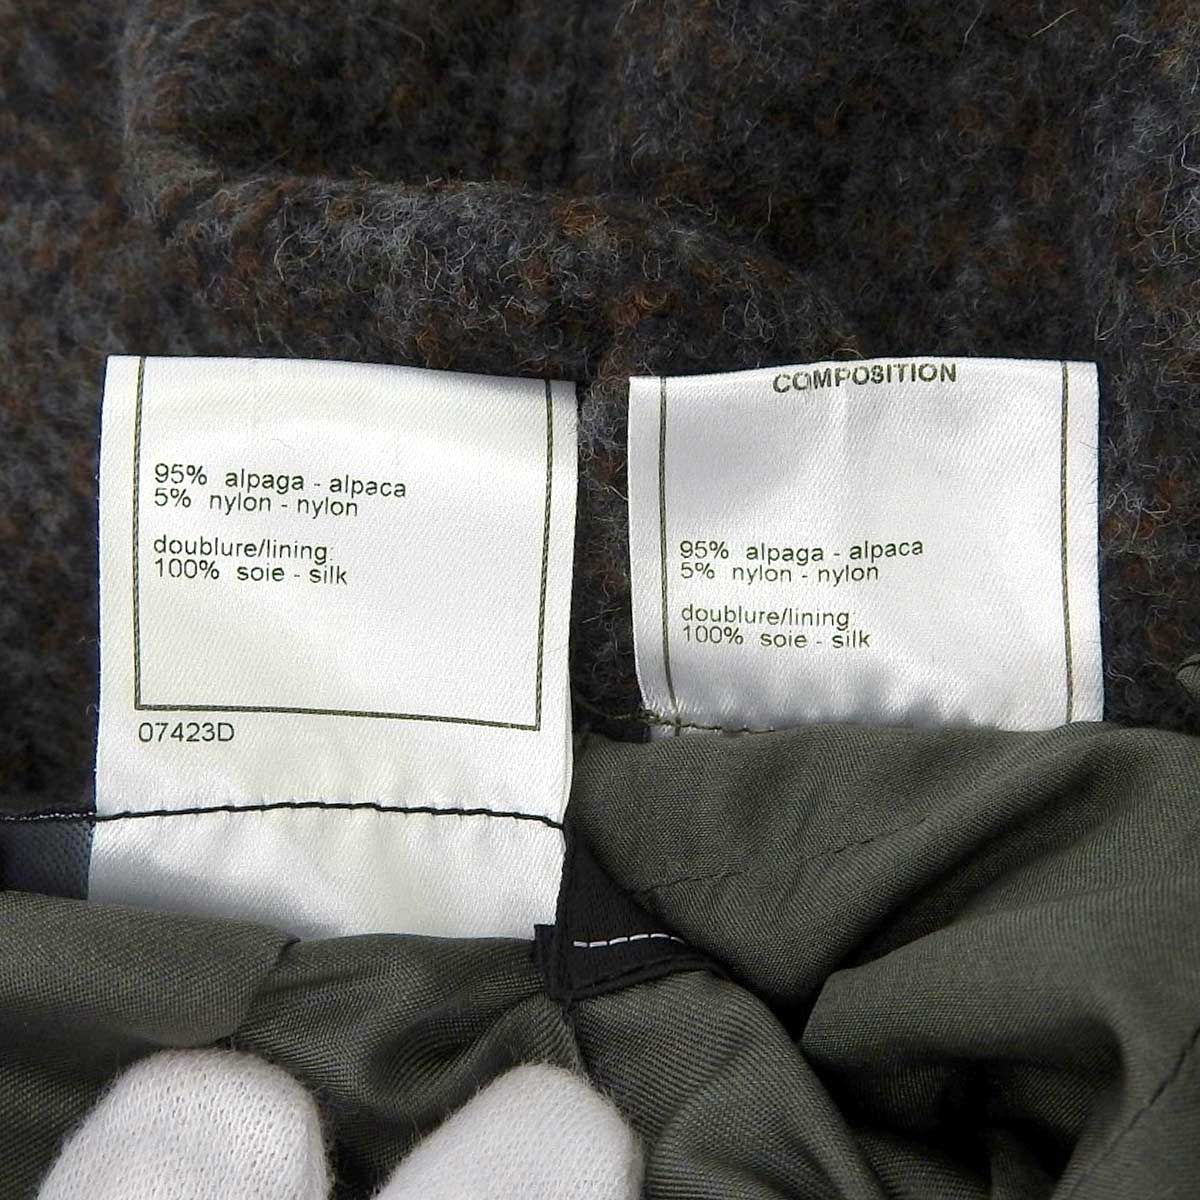 95% alpaga - alpaca
5% nylon - nylon
doublure/lining:
100% soie - silk
07423D
COMPOSITION
95% alpaga - alpaca
5% nylon - nylon
doublure/lining:
100% soie - silk